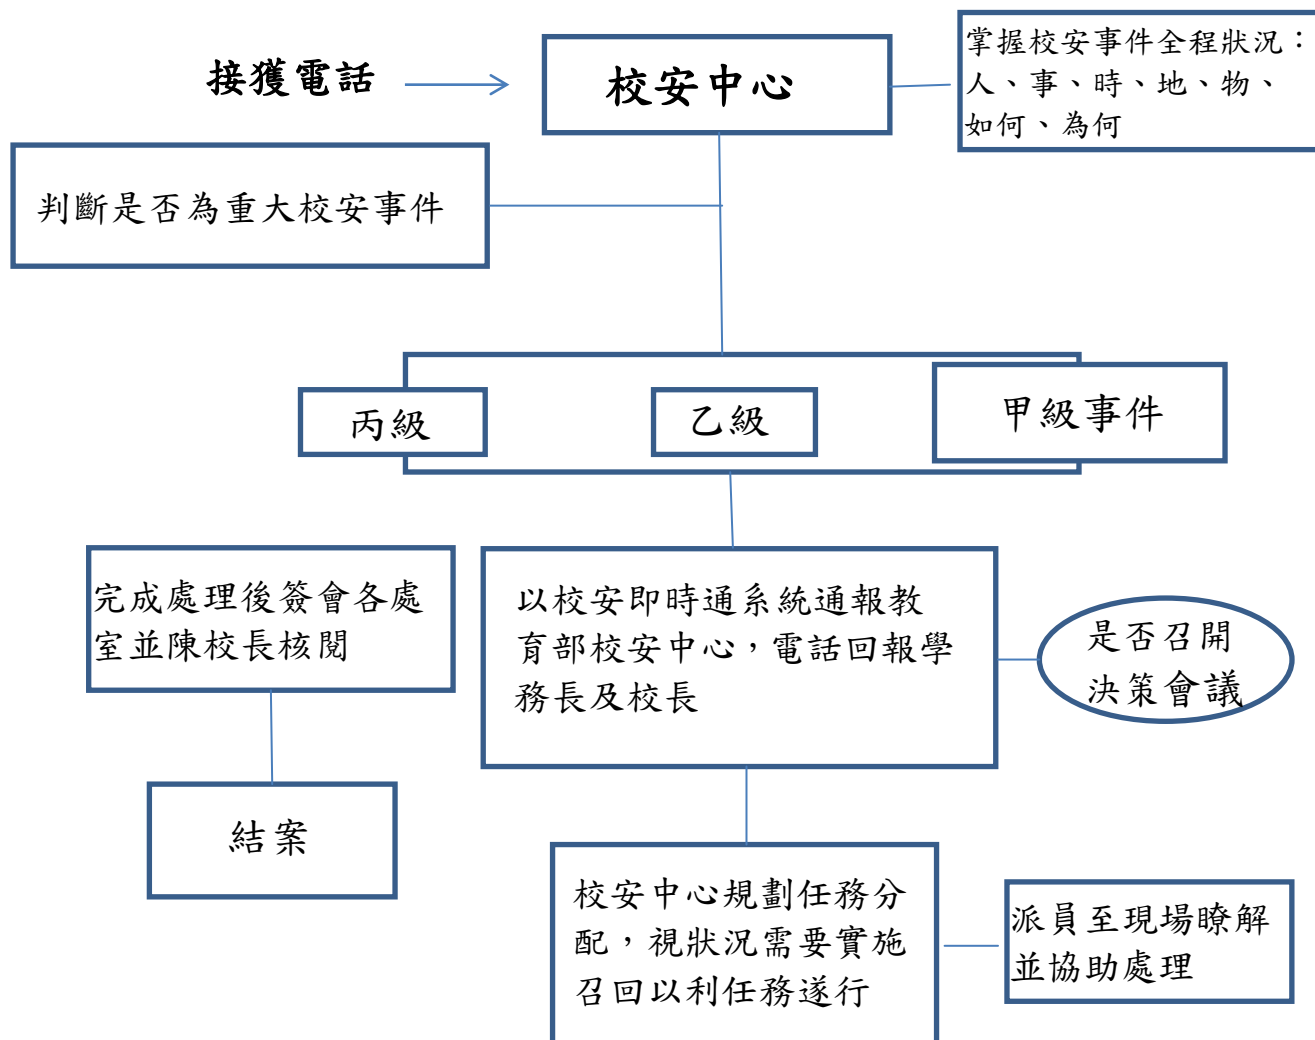 接獲電話
校安中心
掌握校安事件全程狀況：
人、事、時、地、物、
如何、為何
判斷是否為重大校安事件
丙級
乙級
甲級事件
完成處理後簽會各處
室並陳校長核閱
以校安即時通系統通報教
育部校安中心，電話回報學
務長及校長
是否召開
決策會議
結案
校安中心規劃任務分
配，視狀況需要實施
召回以利任務遂行
派員至現場瞭解
並協助處理